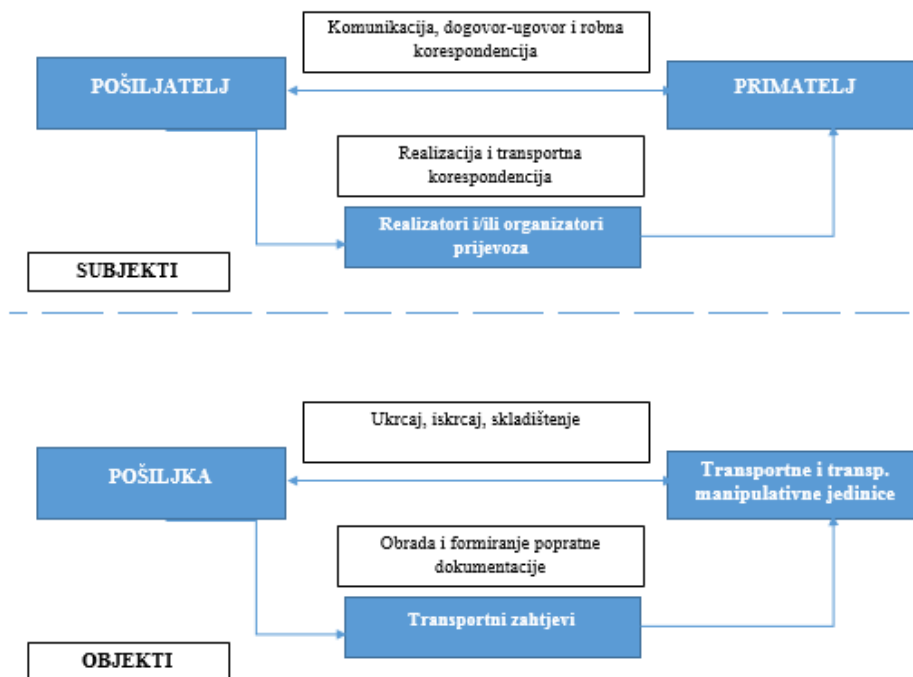 Komunikacija, dogovor-ugovor i robna
korespondencija
POŠILJATELJ
PRIMATELJ
Realizacija i transportna
korespondencija
Realizatori i/ili organizatori
prijevoza
SUBJEKTI
Ukrcaj, iskrcaj, skladištenje
POŠILJKA
Transportne i transp.
manipulativne jedinice
Obrada i formiranje popratne
dokumentacije
Transportni zahtjevi
OBJEKTI